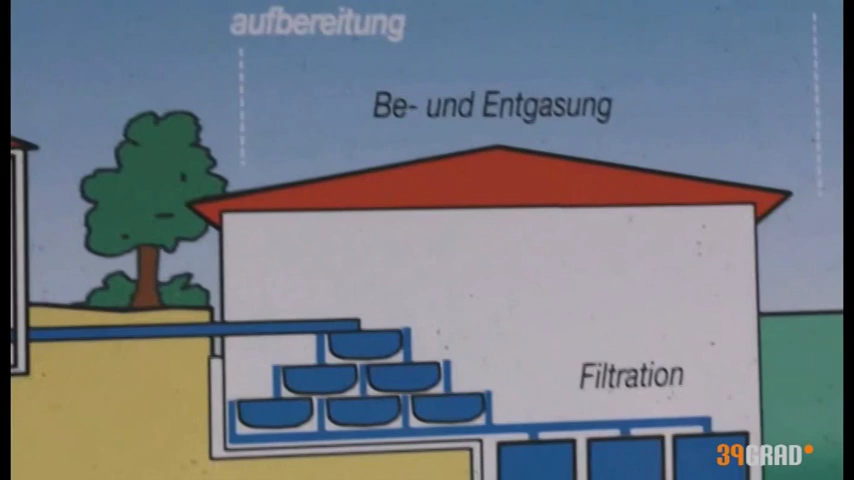 aufbereitung
Be- und Entgasung
Filtration
39GRAD